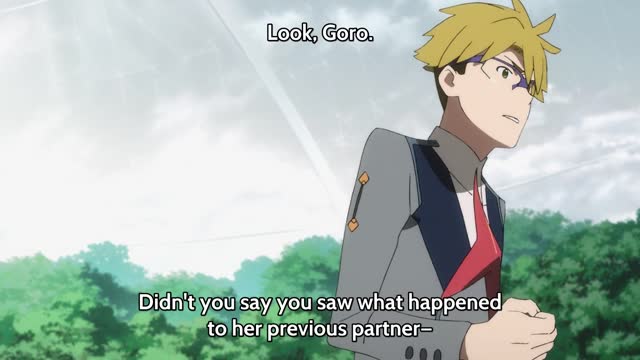 Look, Goro.
Didn't you say you saw what happened
to her previous partner—